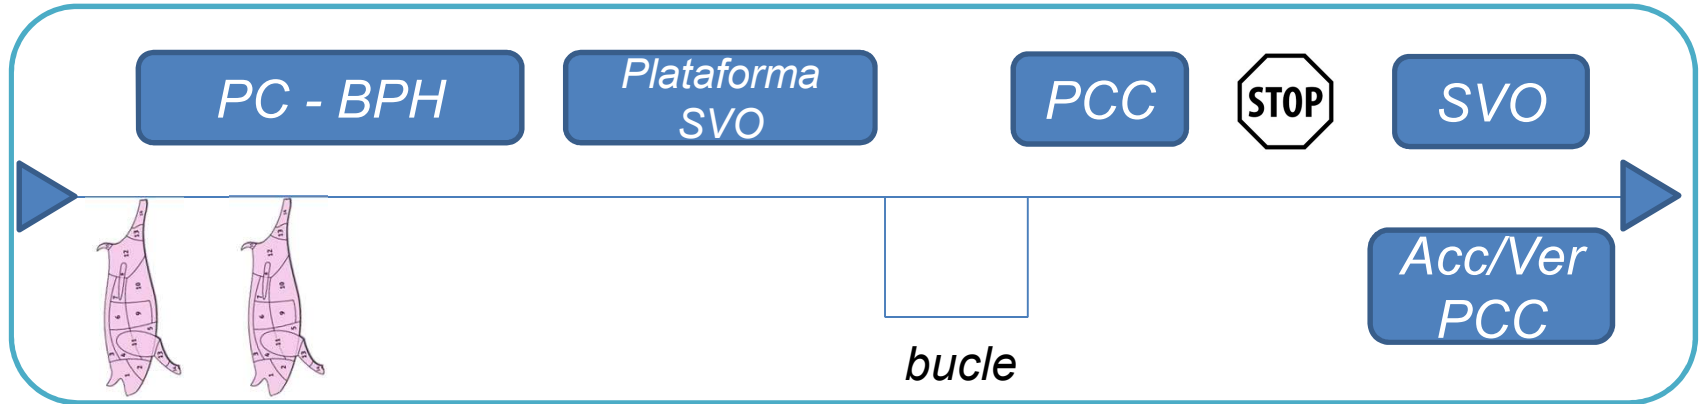 PC - BPH
Plataforma
SVO
PCC
STOP
SVO
Acc/Ver
PCC
bucle